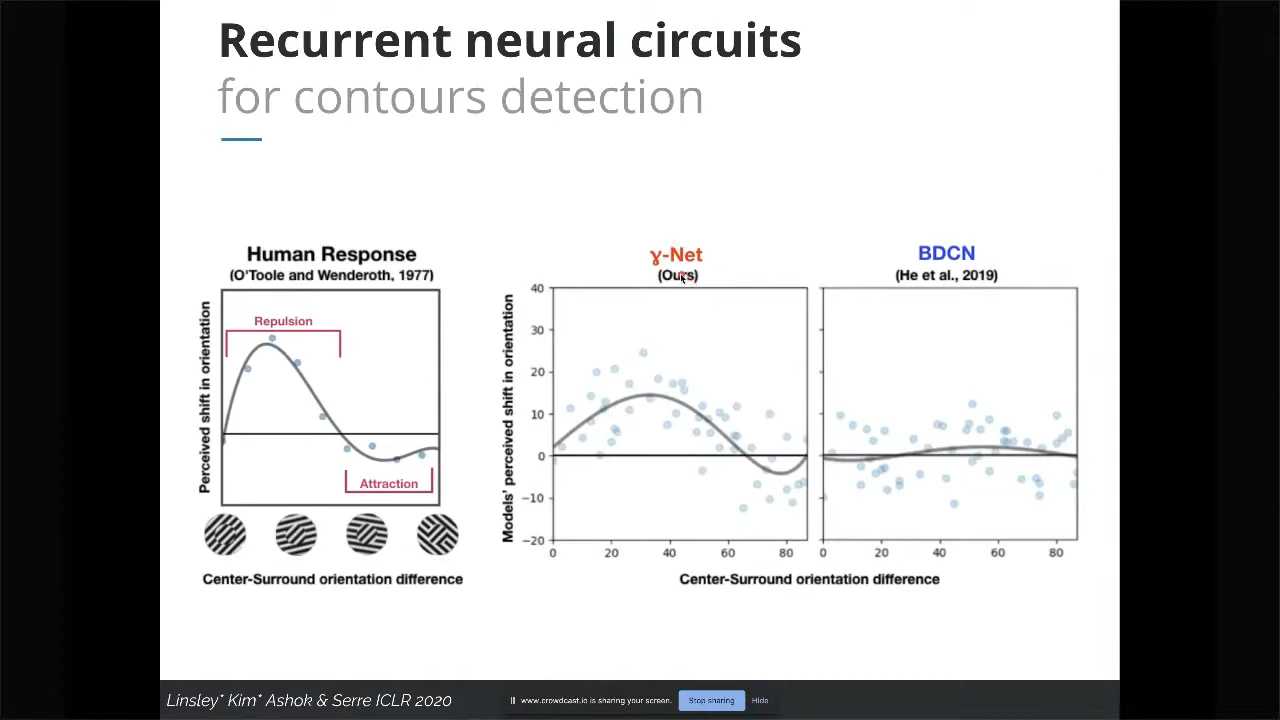 Recurrent neural circuits
for contours detection
Human Response
(O'Toole and Wenderoth, 1977)
Perceived shift in orientation
Repulsion
Attraction
Center-Surround orientation difference
γ-Net
(Ours)
Models' perceived shift in orientation
40
30
20
10
0
−10
−20
0 20 40 60 80
BDCN
(He et al., 2019)
0 20 40 60 80
Center-Surround orientation difference
Linsley* Kim* Ashok & Serre ICLR 2020
www.crowdcast.io is sharing your screen. Stop sharing Hide